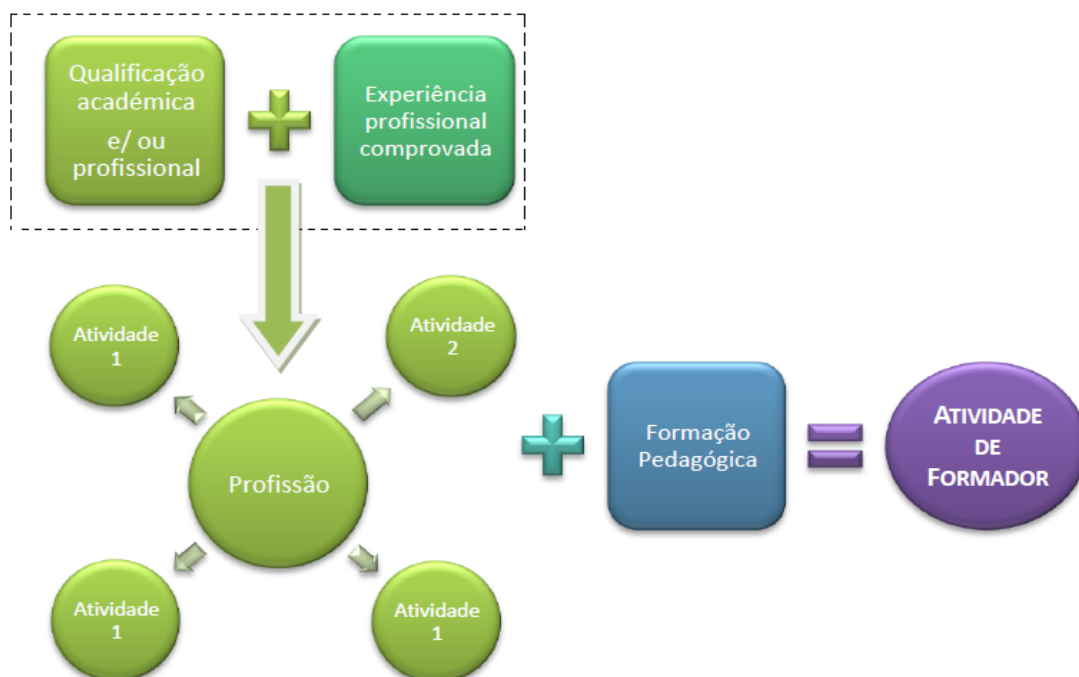 Qualificação
académica
e/ ou
profissional
Experiência
profissional
comprovada
Atividade
1
Atividade
2
Profissão
Atividade
1
Atividade
1
Formação
Pedagógica
ATIVIDADE
DE
FORMADOR